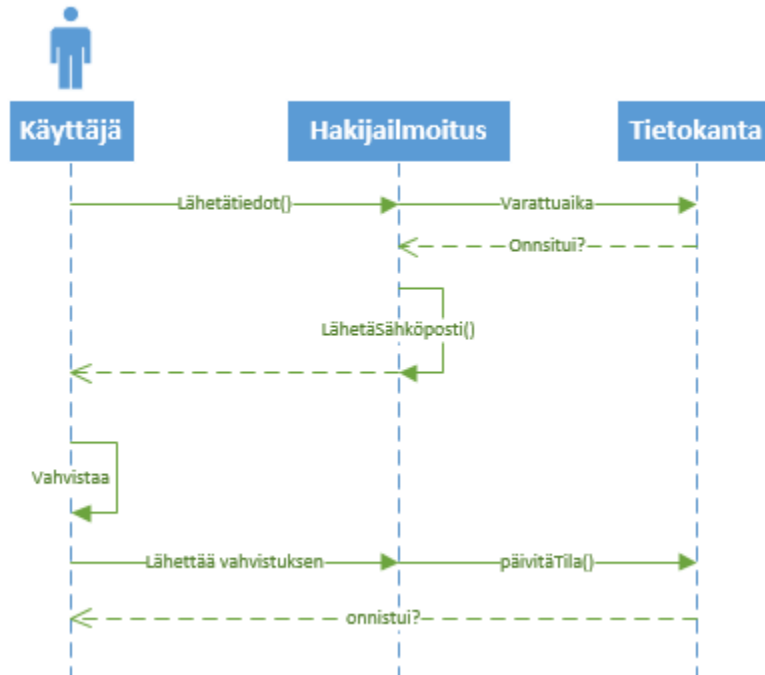 Käyttäjä
Hakijailmoitus
Tietokanta
Lähetätiedot()
Varattuaika
Onnsitui?
LähetäSähköposti()
Vahvistaa
Lähettää vahvistuksen
päivitäTila()
onnistui?